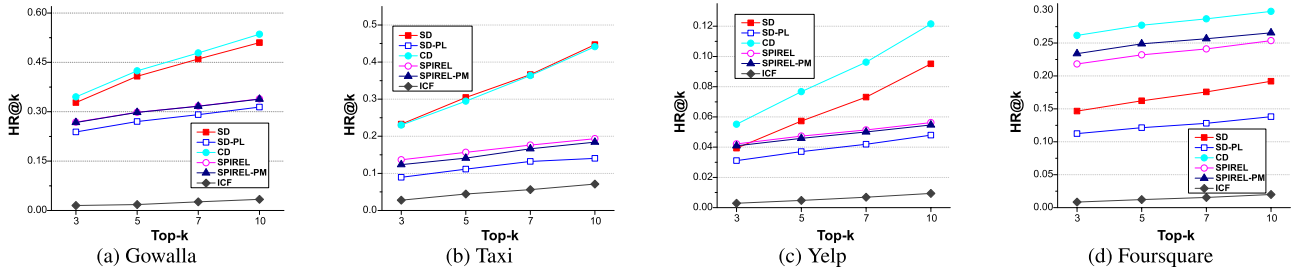 HR@k
0.60
0.45
0.30
0.15
0.00
SD
SD-PL
CD
SPIREL
SPIREL-PM
ICF
3 5 7 10
Top-k
(a) Gowalla
HR@k
0.5
0.4
0.3
0.2
0.1
0.0
SD
SD-PL
CD
SPIREL
SPIREL-PM
ICF
3 5 7 10
Top-k
(b) Taxi
HR@k
0.12
0.10
0.08
0.06
0.04
0.02
0.00
SD
SD-PL
CD
SPIREL
SPIREL-PM
ICF
3 5 7 10
Top-k
(c) Yelp
HR@k
0.30
0.25
0.20
0.15
0.10
0.05
0.00
SD
SD-PL
CD
SPIREL
SPIREL-PM
ICF
3 5 7 10
Top-k
(d) Foursquare